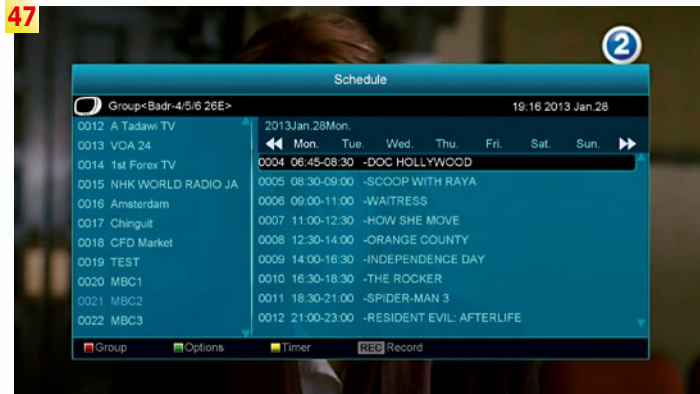 47
2
Schedule
Group<Badr-4/5/6 26E>
19:16 2013 Jan.28
0012 A Tadawi TV
0013 VOA 24
0014 1st Forex TV
0015 NHK WORLD RADIO JA
0016 Amsterdam
0017 Chinguit
0018 CFD Market
0019 TEST
0020 MBC1
0021 MBC2
0022 MBC3
2013Jan.28Mon.
Mon. Tue. Wed. Thu. Fri. Sat. Sun.
0004 06:45-08:30 -DOC HOLLYWOOD
0005 08:30-09:00 -SCOOP WITH RAYA
0006 09:00-11:00 -WAITRESS
0007 11:00-12:30 -HOW SHE MOVE
0008 12:30-14:00 -ORANGE COUNTY
0009 14:00-16:30 -INDEPENDENCE DAY
0010 16:30-18:30 -THE ROCKER
0011 18:30-21:00 -SPIDER-MAN 3
0012 21:00-23:00 -RESIDENT EVIL: AFTERLIFE
Group Options Timer REC Record